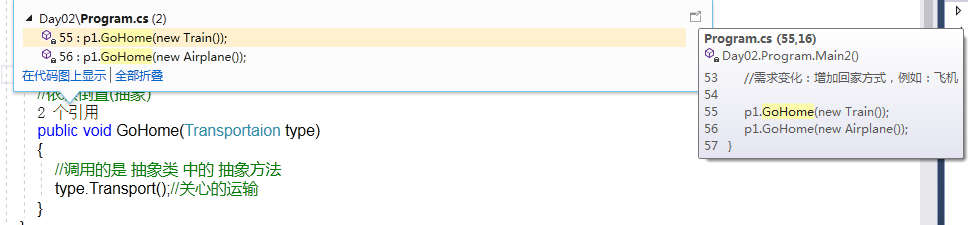 Day02\Program.cs (2)
55 : p1.GoHome(new Train());
56 : p1.GoHome(new Airplane());
在代码图上显示 | 全部折叠
//依赖倒置(抽象)
2 个引用
public void GoHome(Transportaion type)
{
//调用的是 抽象类 中的 抽象方法
type.Transport();//关心的运输
}
Program.cs (55,16)
Day02.Program.Main2()
53 //需求变化：增加回家方式，例如：飞机
54
55 p1.GoHome(new Train());
56 p1.GoHome(new Airplane());
57 }